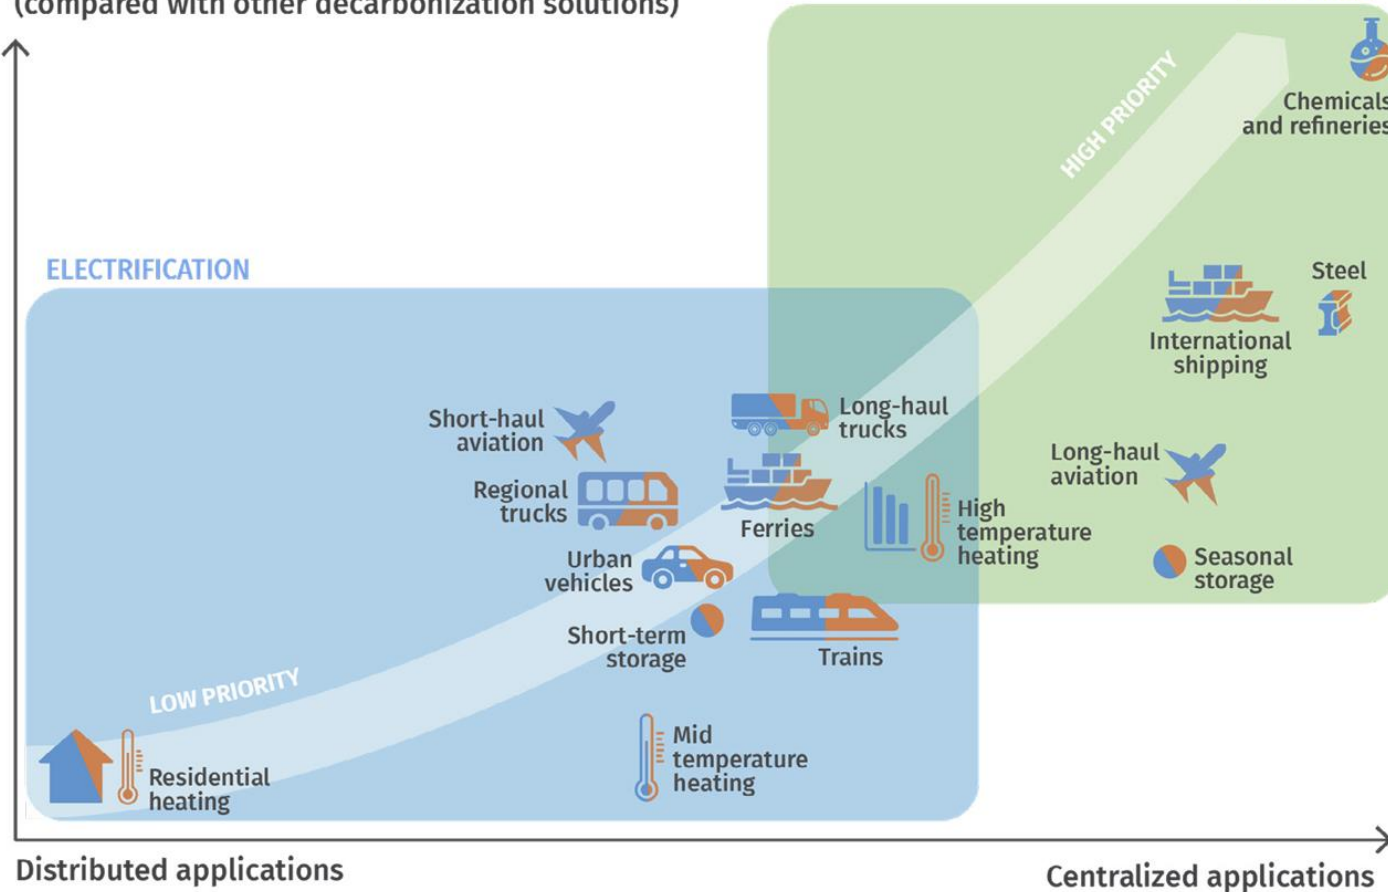 (compared with other decarbonization solutions)
HIGH PRIORITY
Chemicals
and refineries
ELECTRIFICATION
Steel
International
shipping
Short-haul
aviation
Long-haul
trucks
Long-haul
aviation
Regional
trucks
Ferries
High
temperature
heating
Urban
vehicles
Seasonal
storage
Short-term
storage
Trains
LOW PRIORITY
Mid
temperature
heating
Residential
heating
Distributed applications
Centralized applications